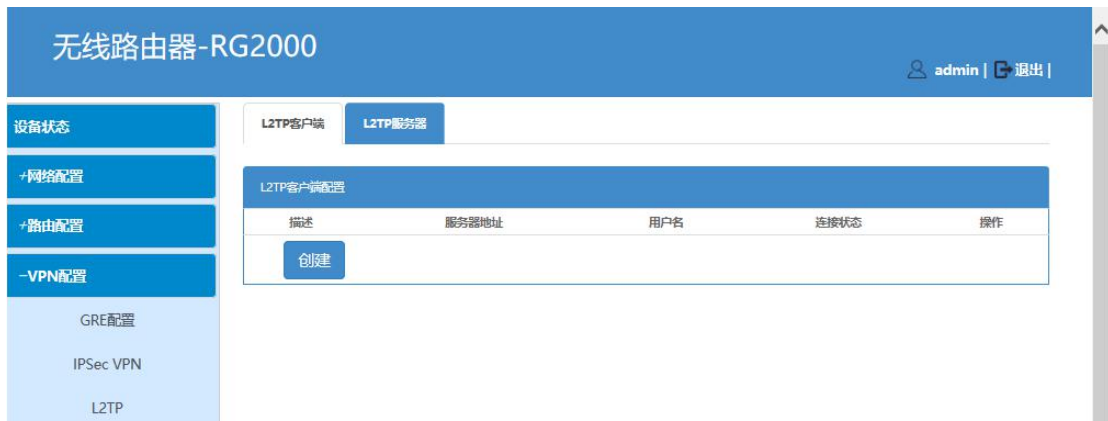 无线路由器-RG2000
admin | 退出 |
设备状态
+网络配置
+路由配置
-VPN配置
GRE配置
IPSec VPN
L2TP
L2TP客户端 L2TP服务器
L2TP客户端配置
描述 服务器地址 用户名 连接状态 操作
创建